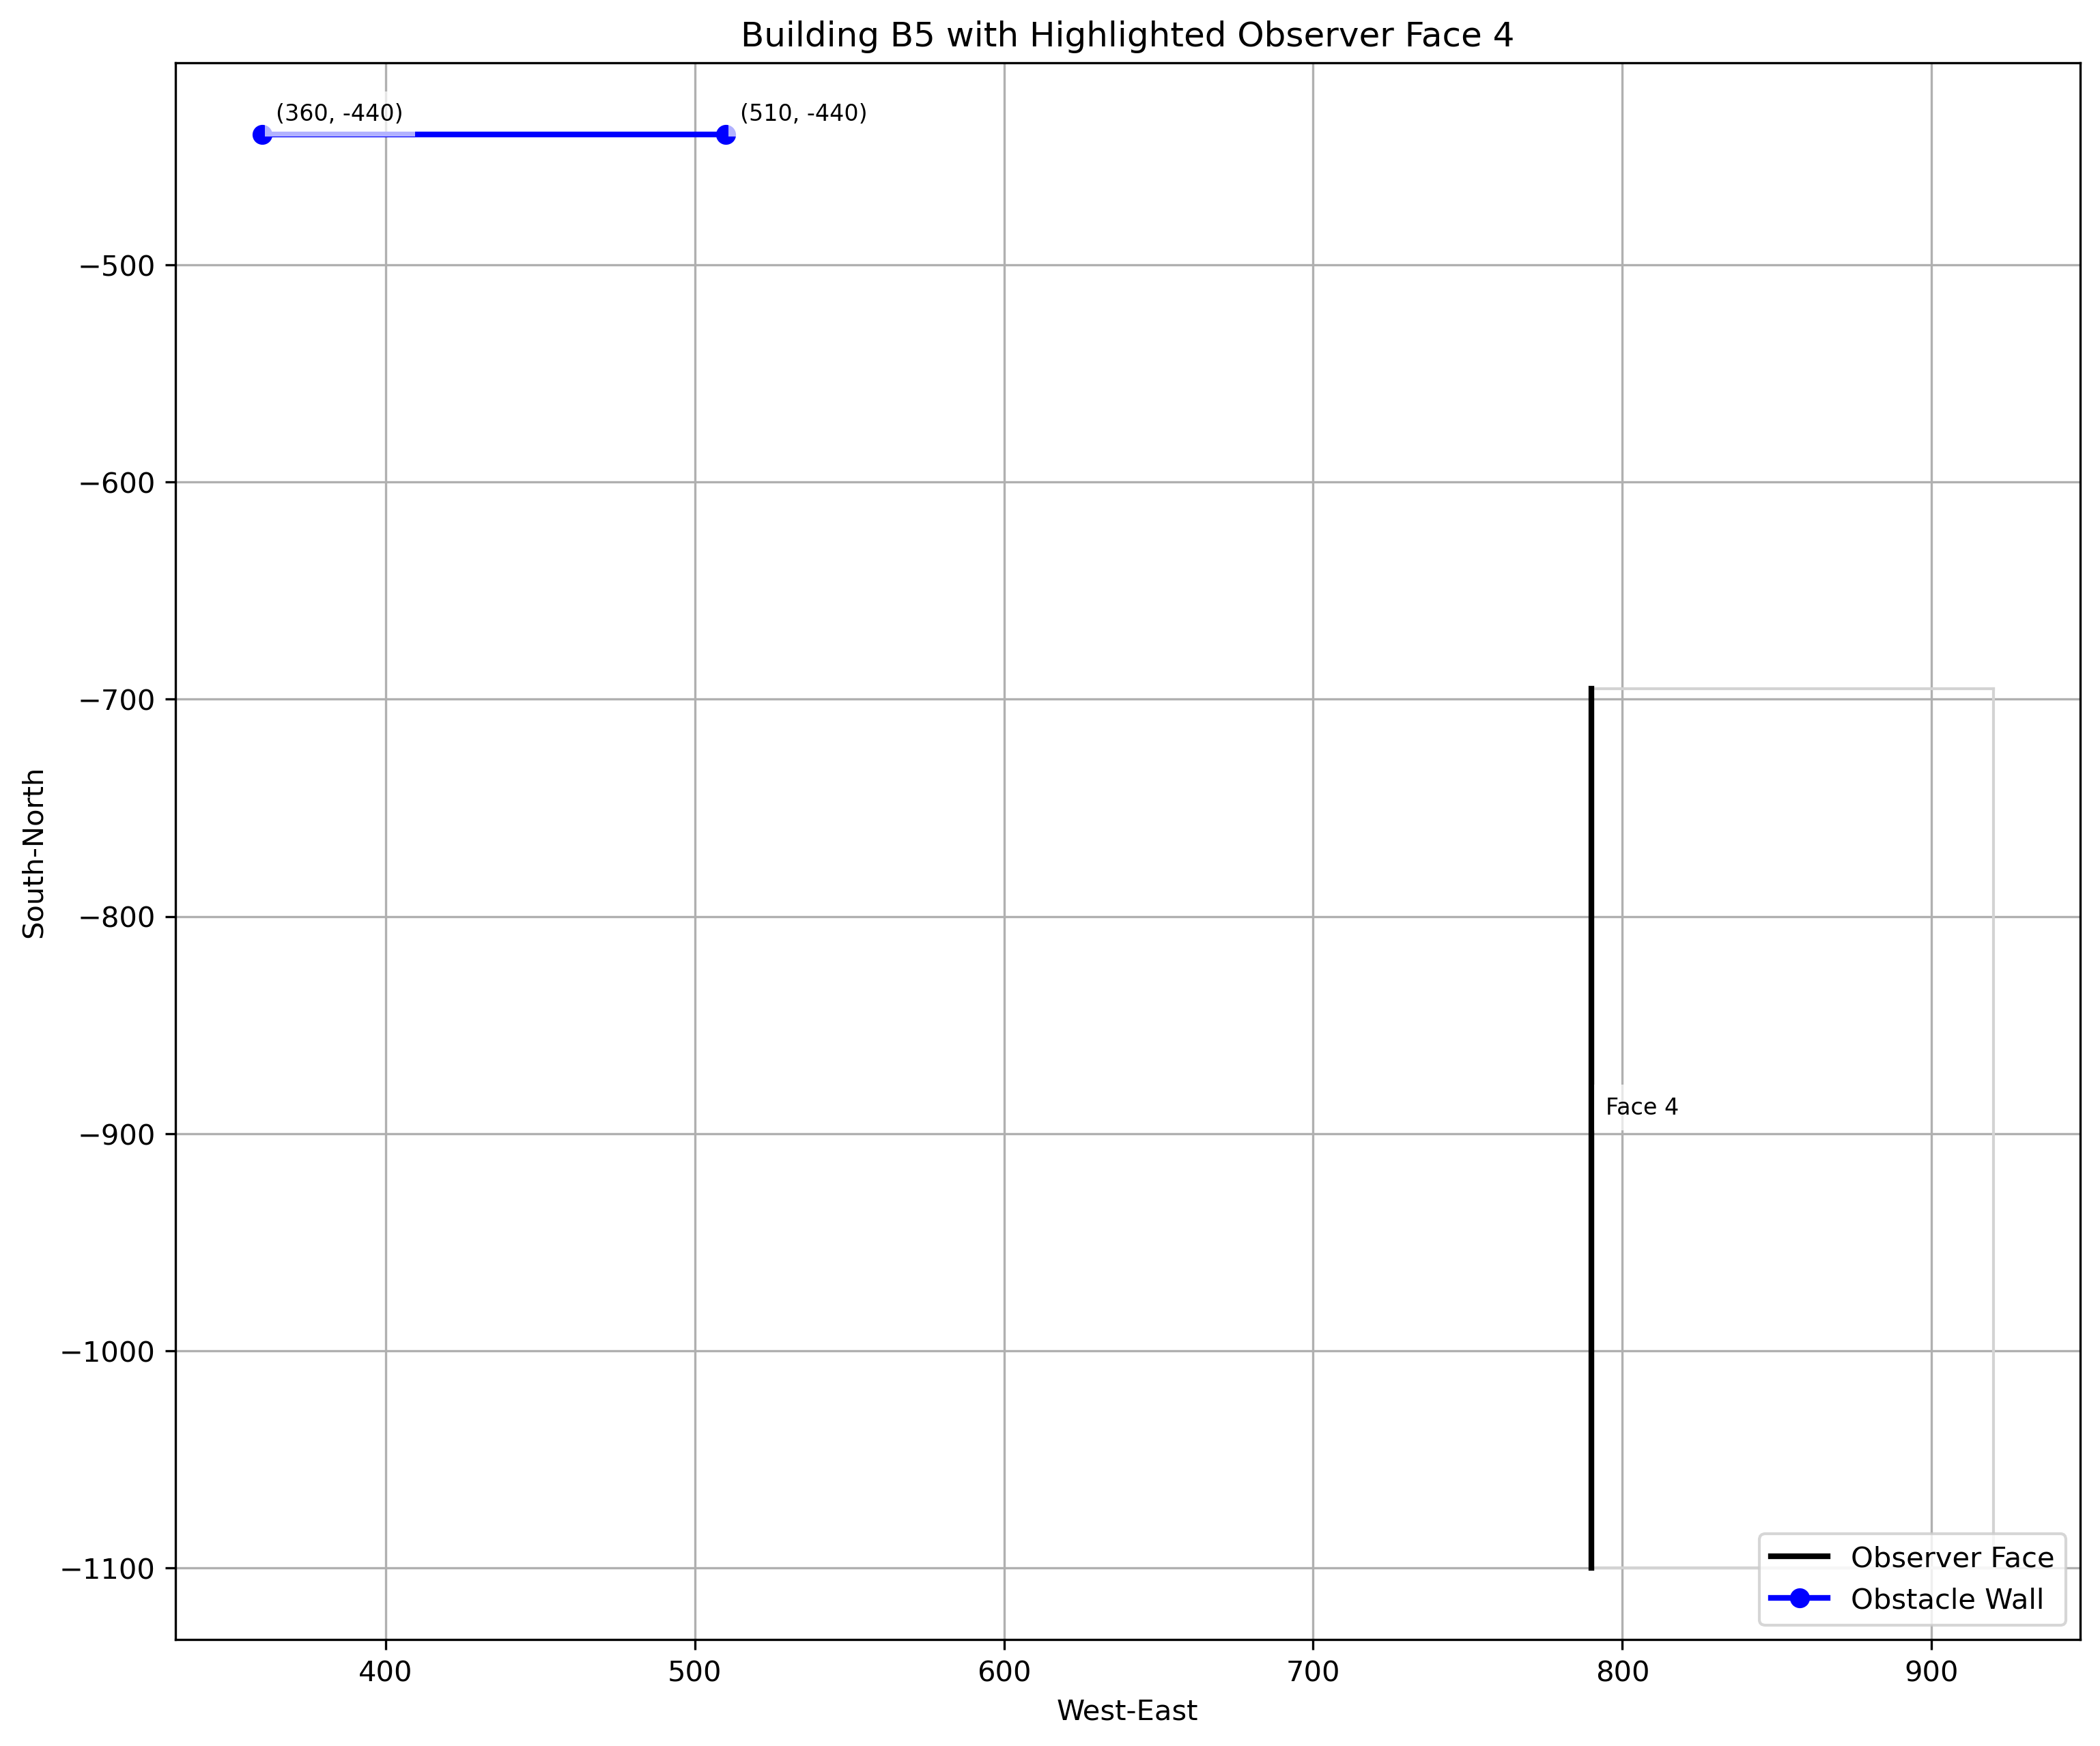 Building B5 with Highlighted Observer Face 4
(360, -440)
(510, -440)
−500
−600
−700
−800
−900
−1000
−1100
South-North
Face 4
Observer Face
Obstacle Wall
400
500
600
700
800
900
West-East